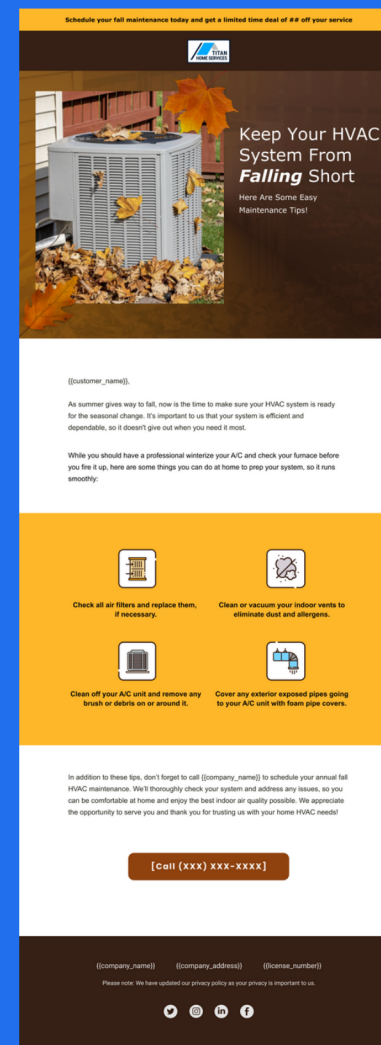 Schedule your fall maintenance today and get a limited time deal of ## off your service
TITAN
HOME SERVICES
Keep Your HVAC
System From
Falling Short
Here Are Some Easy
Maintenance Tips!
{{customer_name}},
As summer gives way to fall, now is the time to make sure your HVAC system is ready
for the seasonal change. It's important to us that your system is efficient and
dependable, so it doesn't give out when you need it most.
While you should have a professional winterize your A/C and check your furnace before
you fire it up, here are some things you can do at home to prep your system, so it runs
smoothly:
Check all air filters and replace them,
if necessary.
Clean or vacuum your indoor vents to
eliminate dust and allergens.
Clean off your A/C unit and remove any
brush or debris on or around it.
Cover any exterior exposed pipes going
to your A/C unit with foam pipe covers.
In addition to these tips, don't forget to call {{company_name}} to schedule your annual fall
HVAC maintenance. We'll thoroughly check your system and address any issues, so you
can be comfortable at home and enjoy the best indoor air quality possible. We appreciate
the opportunity to serve you and thank you for trusting us with your home HVAC needs!
[Call (XXX) XXX-XXXX]
{{company_name}} {{company_address}} {{license_number}}
Please note: We have updated our privacy policy as your privacy is important to us.